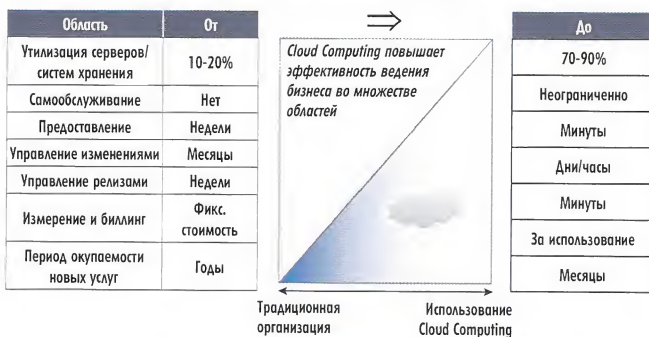 Область
От
Утилизация серверов/
систем хранения
10-20%
Самообслуживание
Нет
Предоставление
Недели
Управление изменениями
Месяцы
Управление релизами
Недели
Измерение и биллинг
Фикс.
стоимость
Период окупаемости
новых услуг
Годы
Cloud Computing повышает
эффективность ведения
бизнеса во множестве
областей
Традиционная
организация
Использование
Cloud Computing
До
70-90%
Неограниченно
Минуты
Дни/часы
Минуты
За использование
Месяцы